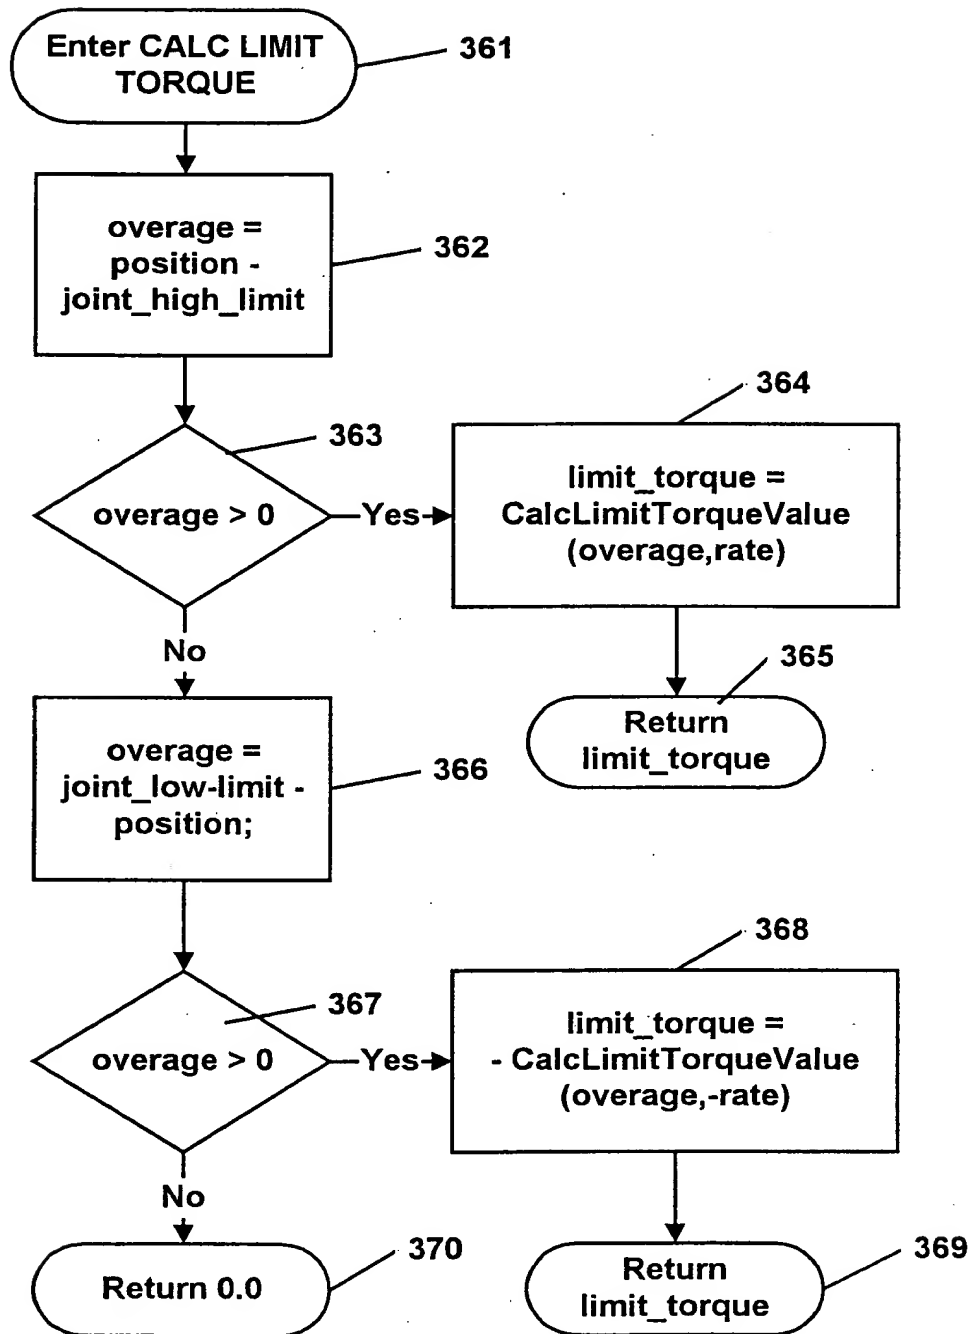 Enter CALC LIMIT
TORQUE
361
overage =
position -
joint_high_limit
362
363
overage > 0
Yes
364
limit_torque =
CalcLimitTorqueValue
(overage,rate)
365
Return
limit_torque
No
overage =
joint_low-limit -
position;
366
367
overage > 0
Yes
368
limit_torque =
- CalcLimitTorqueValue
(overage,-rate)
No
Return 0.0
370
Return
limit_torque
369